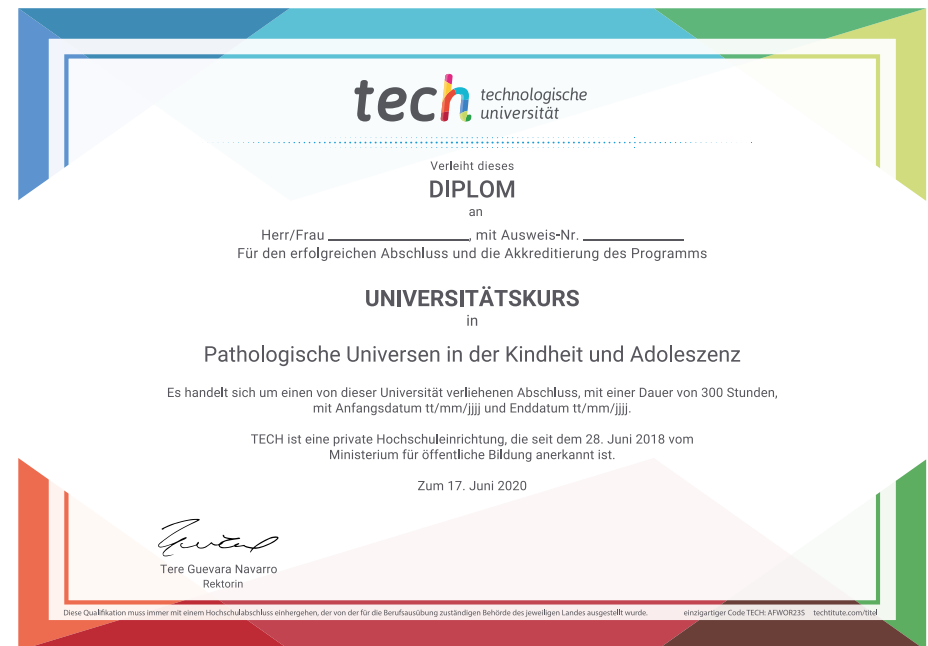 tech technologische
universität
Verleiht dieses
DIPLOM
an
Herr/Frau ____________________, mit Ausweis-Nr. ______________
Für den erfolgreichen Abschluss und die Akkreditierung des Programms
UNIVERSITÄTSKURS
in
Pathologische Universen in der Kindheit und Adoleszenz
Es handelt sich um einen von dieser Universität verliehenen Abschluss, mit einer Dauer von 300 Stunden,
mit Anfangsdatum tt/mm/jjjj und Enddatum tt/mm/jjjj.
TECH ist eine private Hochschuleinrichtung, die seit dem 28. Juni 2018 vom
Ministerium für öffentliche Bildung anerkannt ist.
Zum 17. Juni 2020
Tere Guevara Navarro
Rektorin
Diese Qualifikation muss immer mit einem Hochschulabschluss einhergehen, der von der für die Berufsausübung zuständigen Behörde des jeweiligen Landes ausgestellt wurde. einzigartiger Code TECH: AFWOR23S techtitute.com/titel